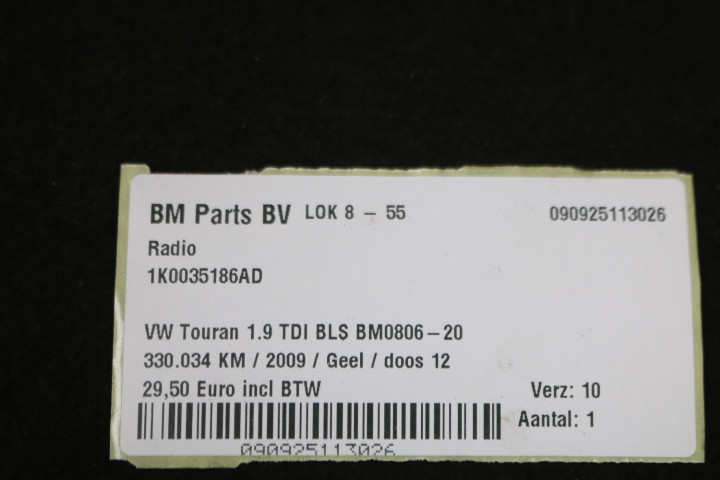 BM Parts BV LOK 8 - 55 090925113026
Radio
1K0035186AD
VW Touran 1.9 TDI BLS BM0806-20
330.034 KM / 2009 / Geel / doos 12
29,50 Euro incl BTW Verz: 10
Aantal: 1
090925113026